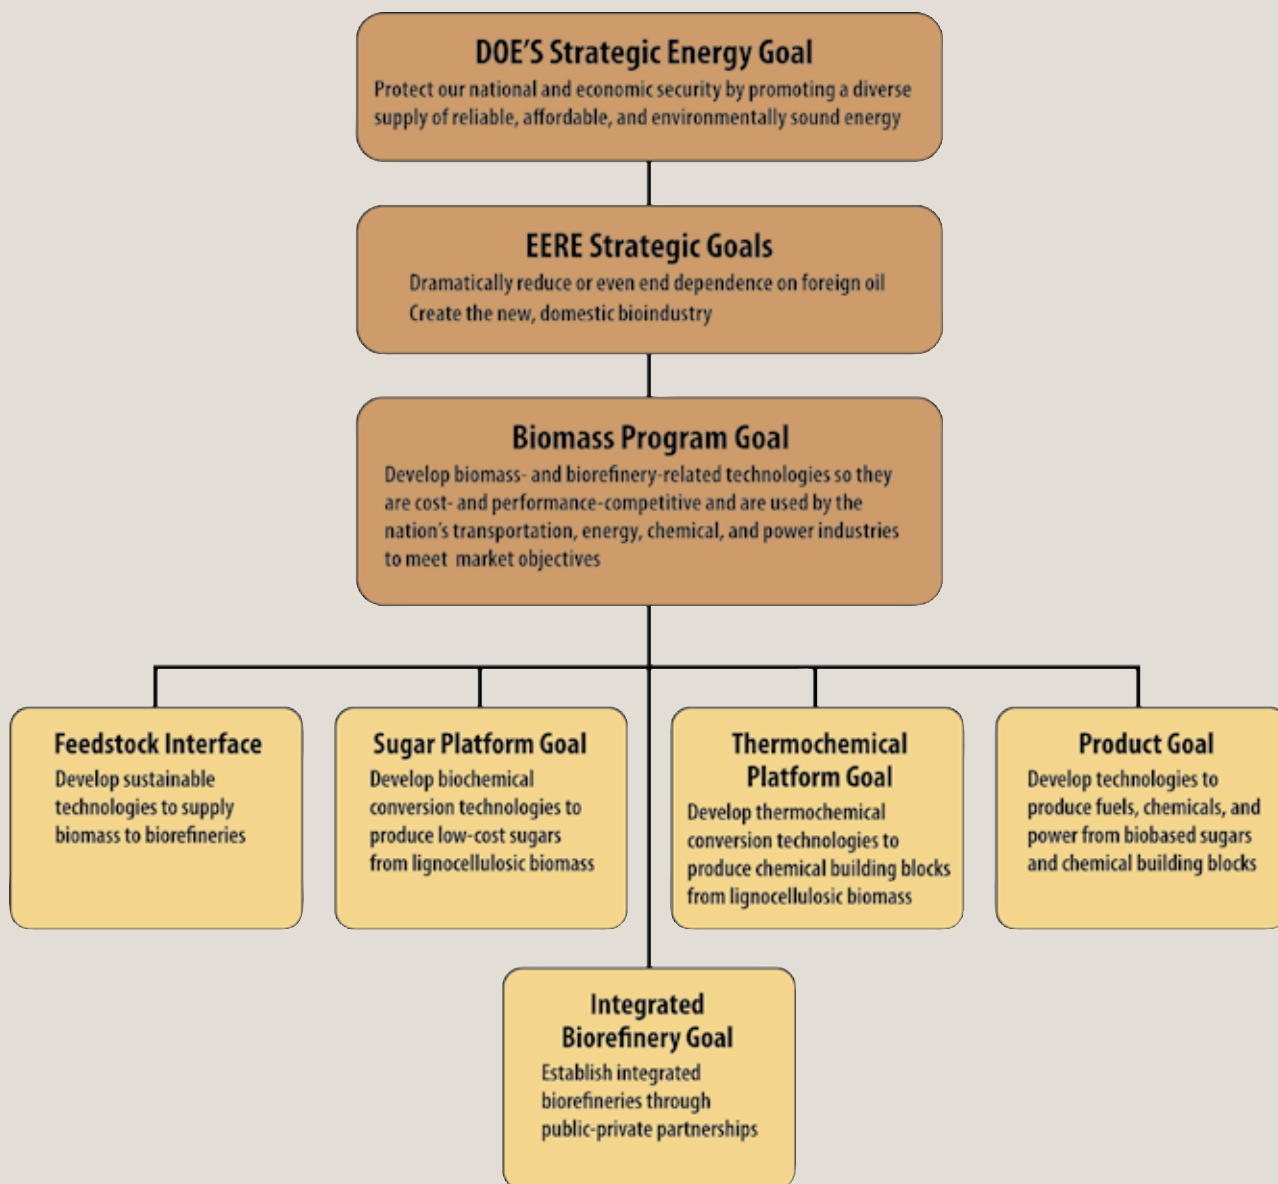 DOE'S Strategic Energy Goal
Protect our national and economic security by promoting a diverse
supply of reliable, affordable, and environmentally sound energy
EERE Strategic Goals
Dramatically reduce or even end dependence on foreign oil
Create the new, domestic bioindustry
Biomass Program Goal
Develop biomass- and biorefinery-related technologies so they
are cost- and performance-competitive and are used by the
nation's transportation, energy, chemical, and power industries
to meet market objectives
Feedstock Interface
Develop sustainable
technologies to supply
biomass to biorefineries
Sugar Platform Goal
Develop biochemical
conversion technologies to
produce low-cost sugars
from lignocellulosic biomass
Thermochemical
Platform Goal
Develop thermochemical
conversion technologies to
produce chemical building blocks
from lignocellulosic biomass
Product Goal
Develop technologies to
produce fuels, chemicals, and
power from biobased sugars
and chemical building blocks
Integrated
Biorefinery Goal
Establish integrated
biorefineries through
public-private partnerships